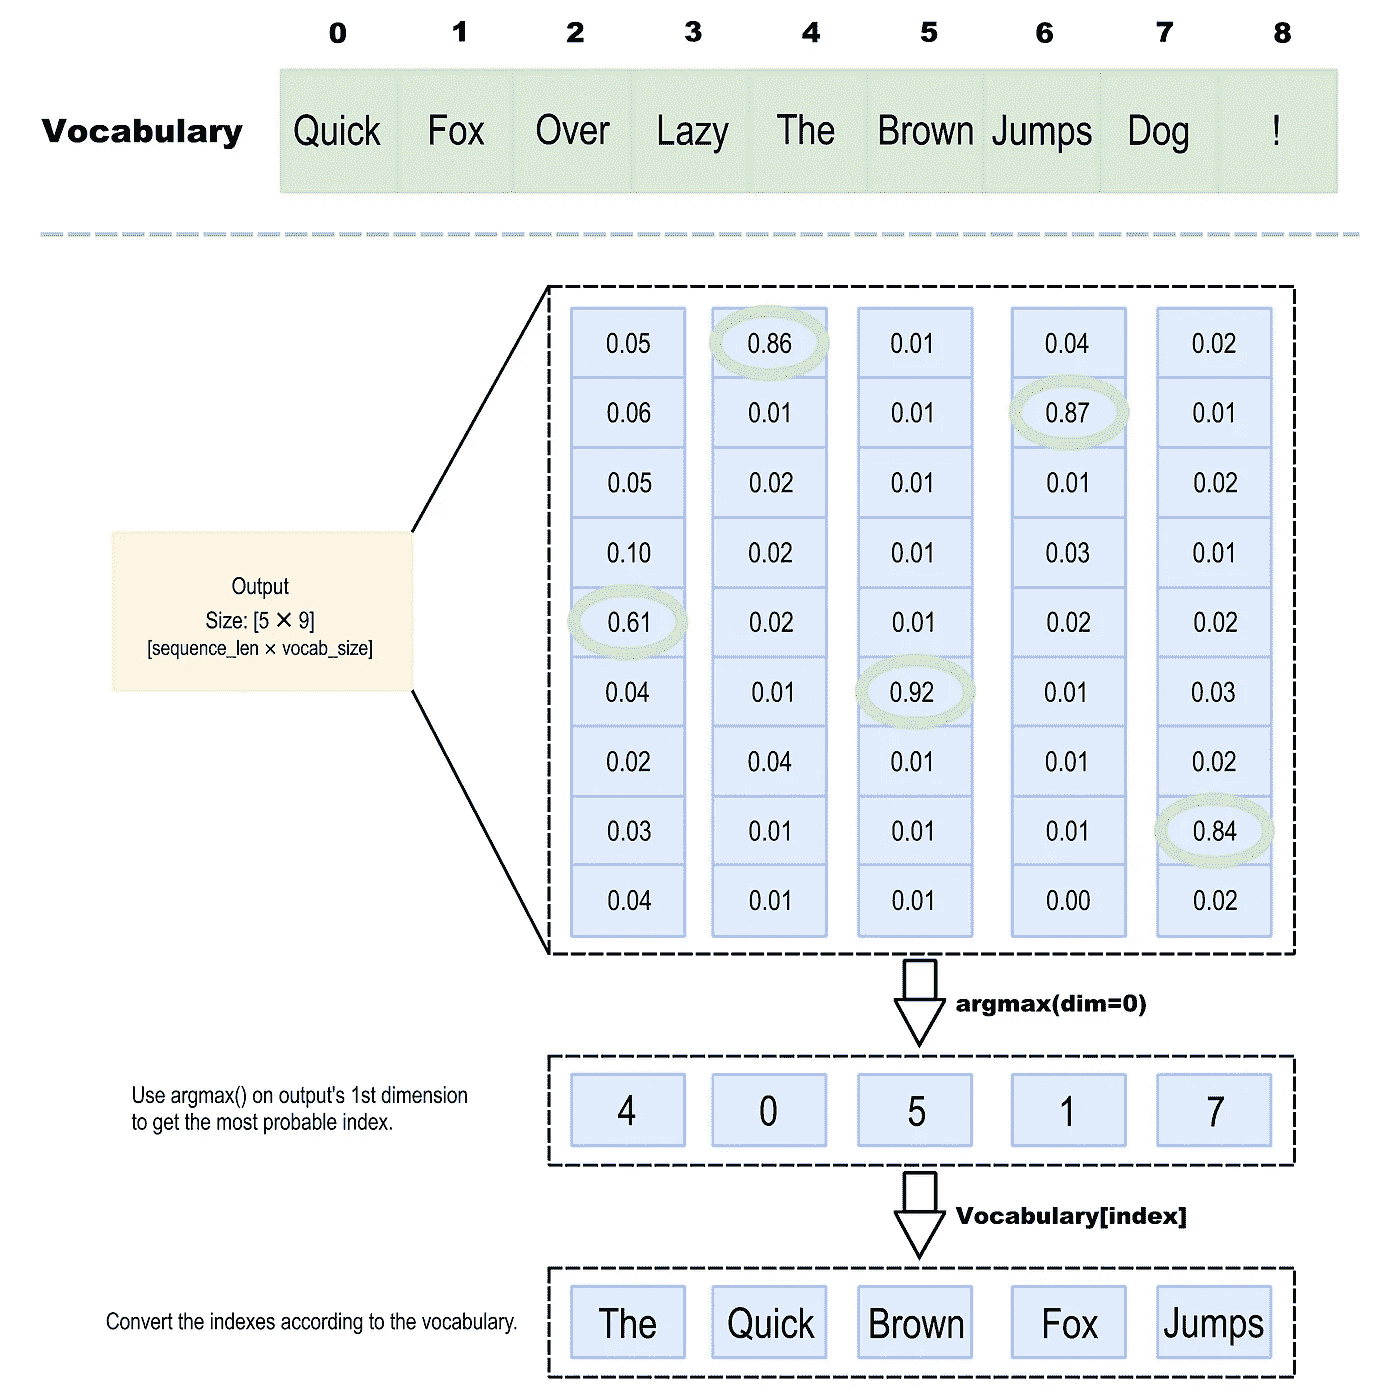 0 1 2 3 4 5 6 7 8
Vocabulary Quick Fox Over Lazy The Brown Jumps Dog !
0.05 0.86 0.01 0.04 0.02
0.06 0.01 0.01 0.87 0.01
0.05 0.02 0.01 0.01 0.02
0.10 0.02 0.01 0.03 0.01
Output
Size: [5 × 9]
[sequence_len × vocab_size]
0.61 0.02 0.01 0.02 0.02
0.04 0.01 0.92 0.01 0.03
0.02 0.04 0.01 0.01 0.02
0.03 0.01 0.01 0.01 0.84
0.04 0.01 0.01 0.00 0.02
argmax(dim=0)
Use argmax() on output's 1st dimension
to get the most probable index.
4 0 5 1 7
Vocabulary[index]
Convert the indexes according to the vocabulary.
The Quick Brown Fox Jumps